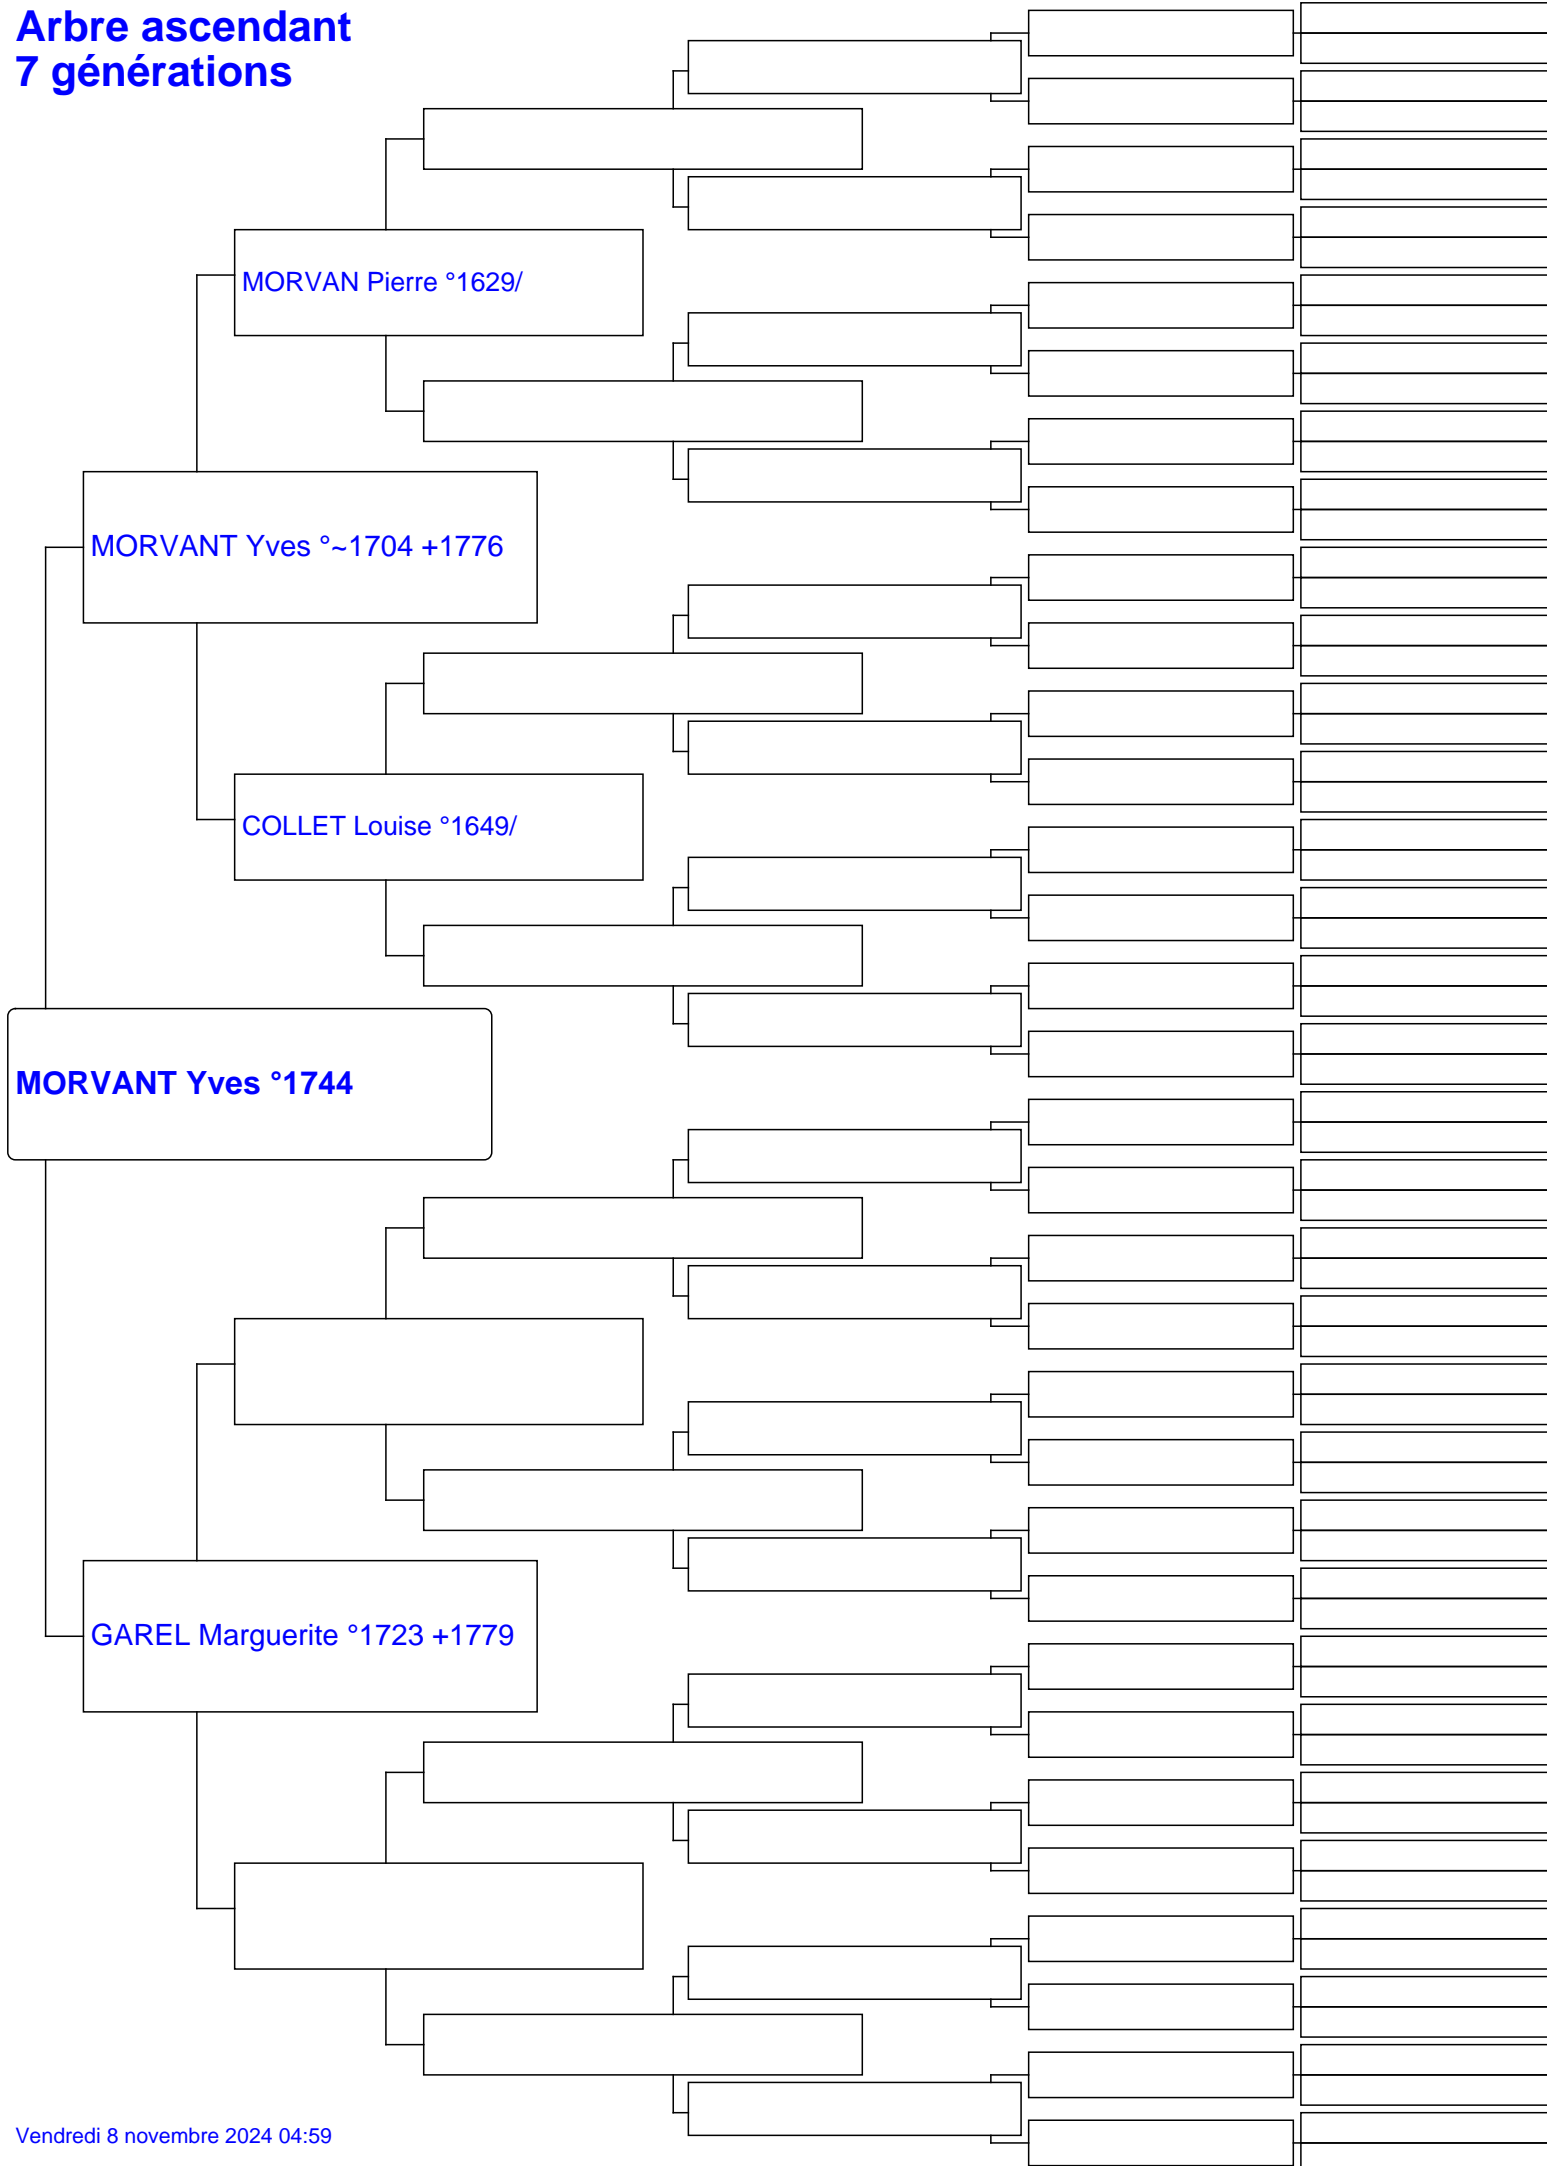 Arbre ascendant
7 générations
MORVAN Pierre °1629/
MORVANT Yves °~1704 +1776
COLLET Louise °1649/
MORVANT Yves °1744
GAREL Marguerite °1723 +1779
Vendredi 8 novembre 2024 04:59